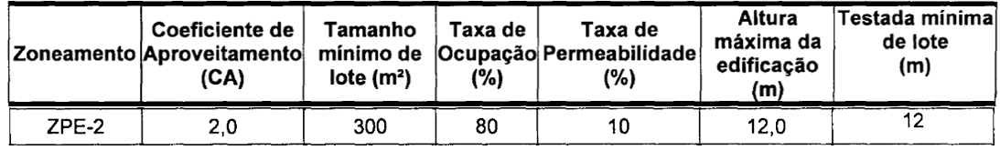 Zoneamento Coeficiente de Aproveitamento (CA) Tamanho mínimo de lote (m²) Taxa de Ocupação (%) Taxa de Permeabilidade (%) Altura máxima da edificação (m) Testada mínima de lote (m)
ZPE-2 2,0 300 80 10 12,0 12